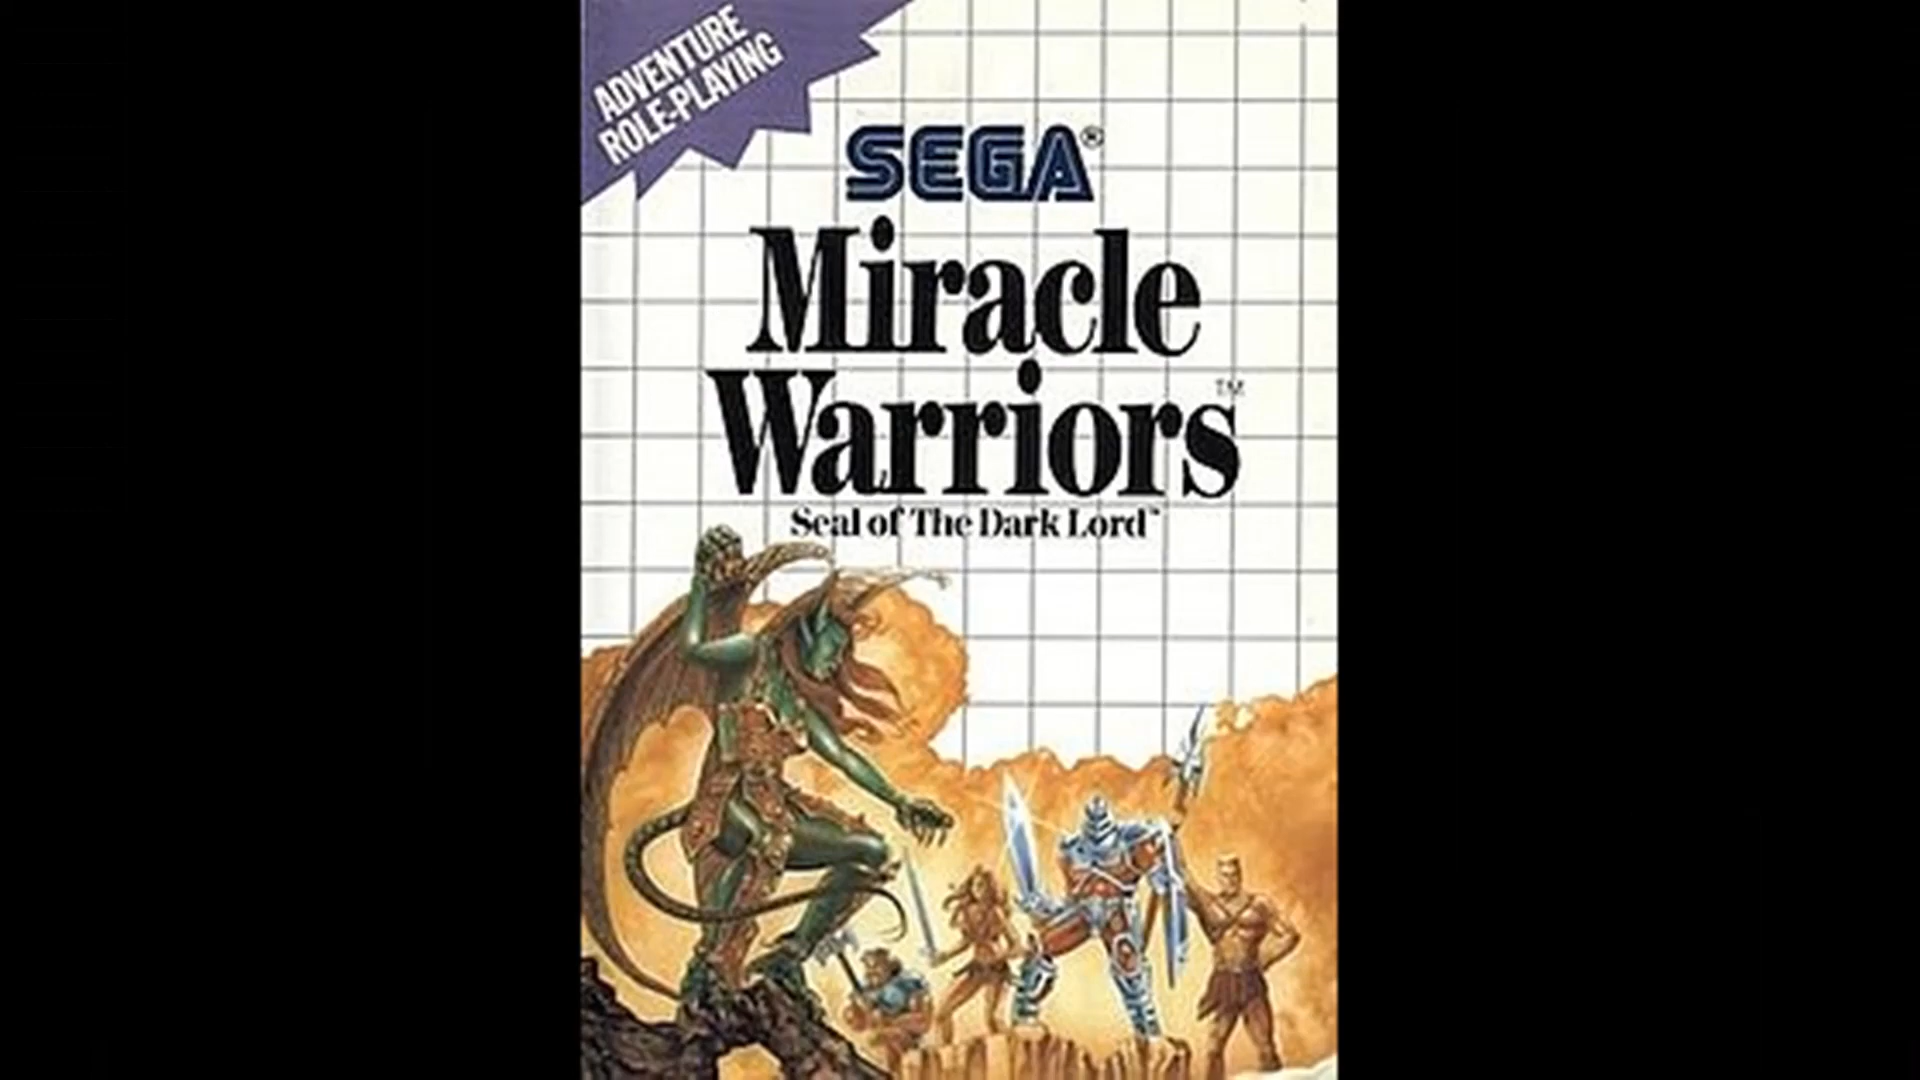 ADVENTURE
ROLE-PLAYING
SEGA®
Miracle
Warriors™
Seal of The Dark Lord™